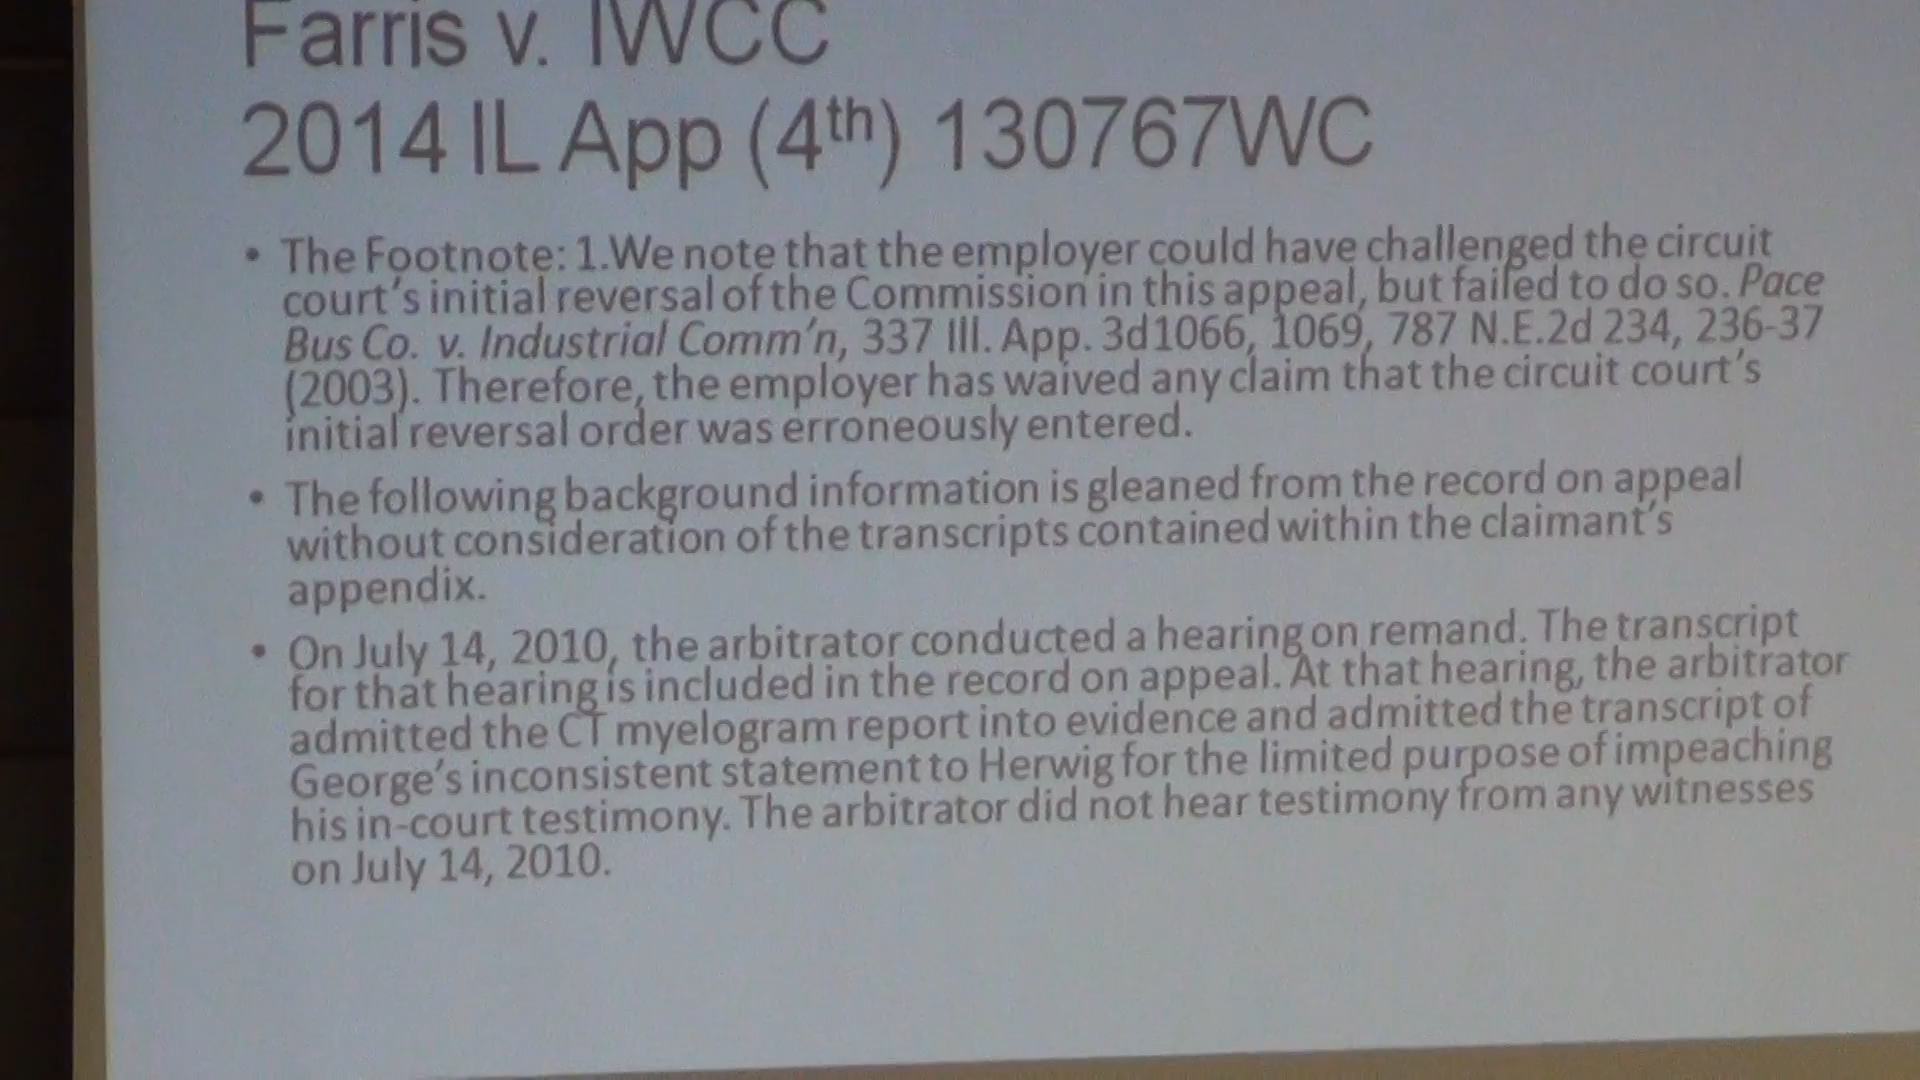 Farris v. IWCC
2014 IL App (4th) 130767WC
• The Footnote: 1.We note that the employer could have challenged the circuit
court's initial reversal of the Commission in this appeal, but failed to do so. Pace
Bus Co. v. Industrial Comm'n, 337 Ill. App. 3d1066, 1069, 787 N.E.2d 234, 236-37
(2003). Therefore, the employer has waived any claim that the circuit court's
initial reversal order was erroneously entered.
• The following background information is gleaned from the record on appeal
without consideration of the transcripts contained within the claimant's
appendix.
• On July 14, 2010, the arbitrator conducted a hearing on remand. The transcript
for that hearing is included in the record on appeal. At that hearing, the arbitrator
admitted the CT myelogram report into evidence and admitted the transcript of
George's inconsistent statement to Herwig for the limited purpose of impeaching
his in-court testimony. The arbitrator did not hear testimony from any witnesses
on July 14, 2010.